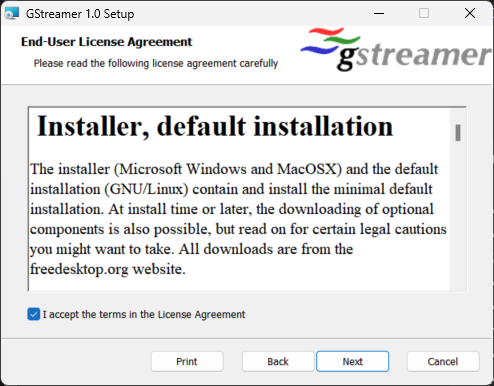 GStreamer 1.0 Setup
End-User License Agreement
Please read the following license agreement carefully
gstreamer
Installer, default installation
The installer (Microsoft Windows and MacOSX) and the default
installation (GNU/Linux) contain and install the minimal default
installation. At install time or later, the downloading of optional
components is also possible, but read on for certain legal cautions
you might want to take. All downloads are from the
freedesktop.org website.
I accept the terms in the License Agreement
Print
Back
Next
Cancel